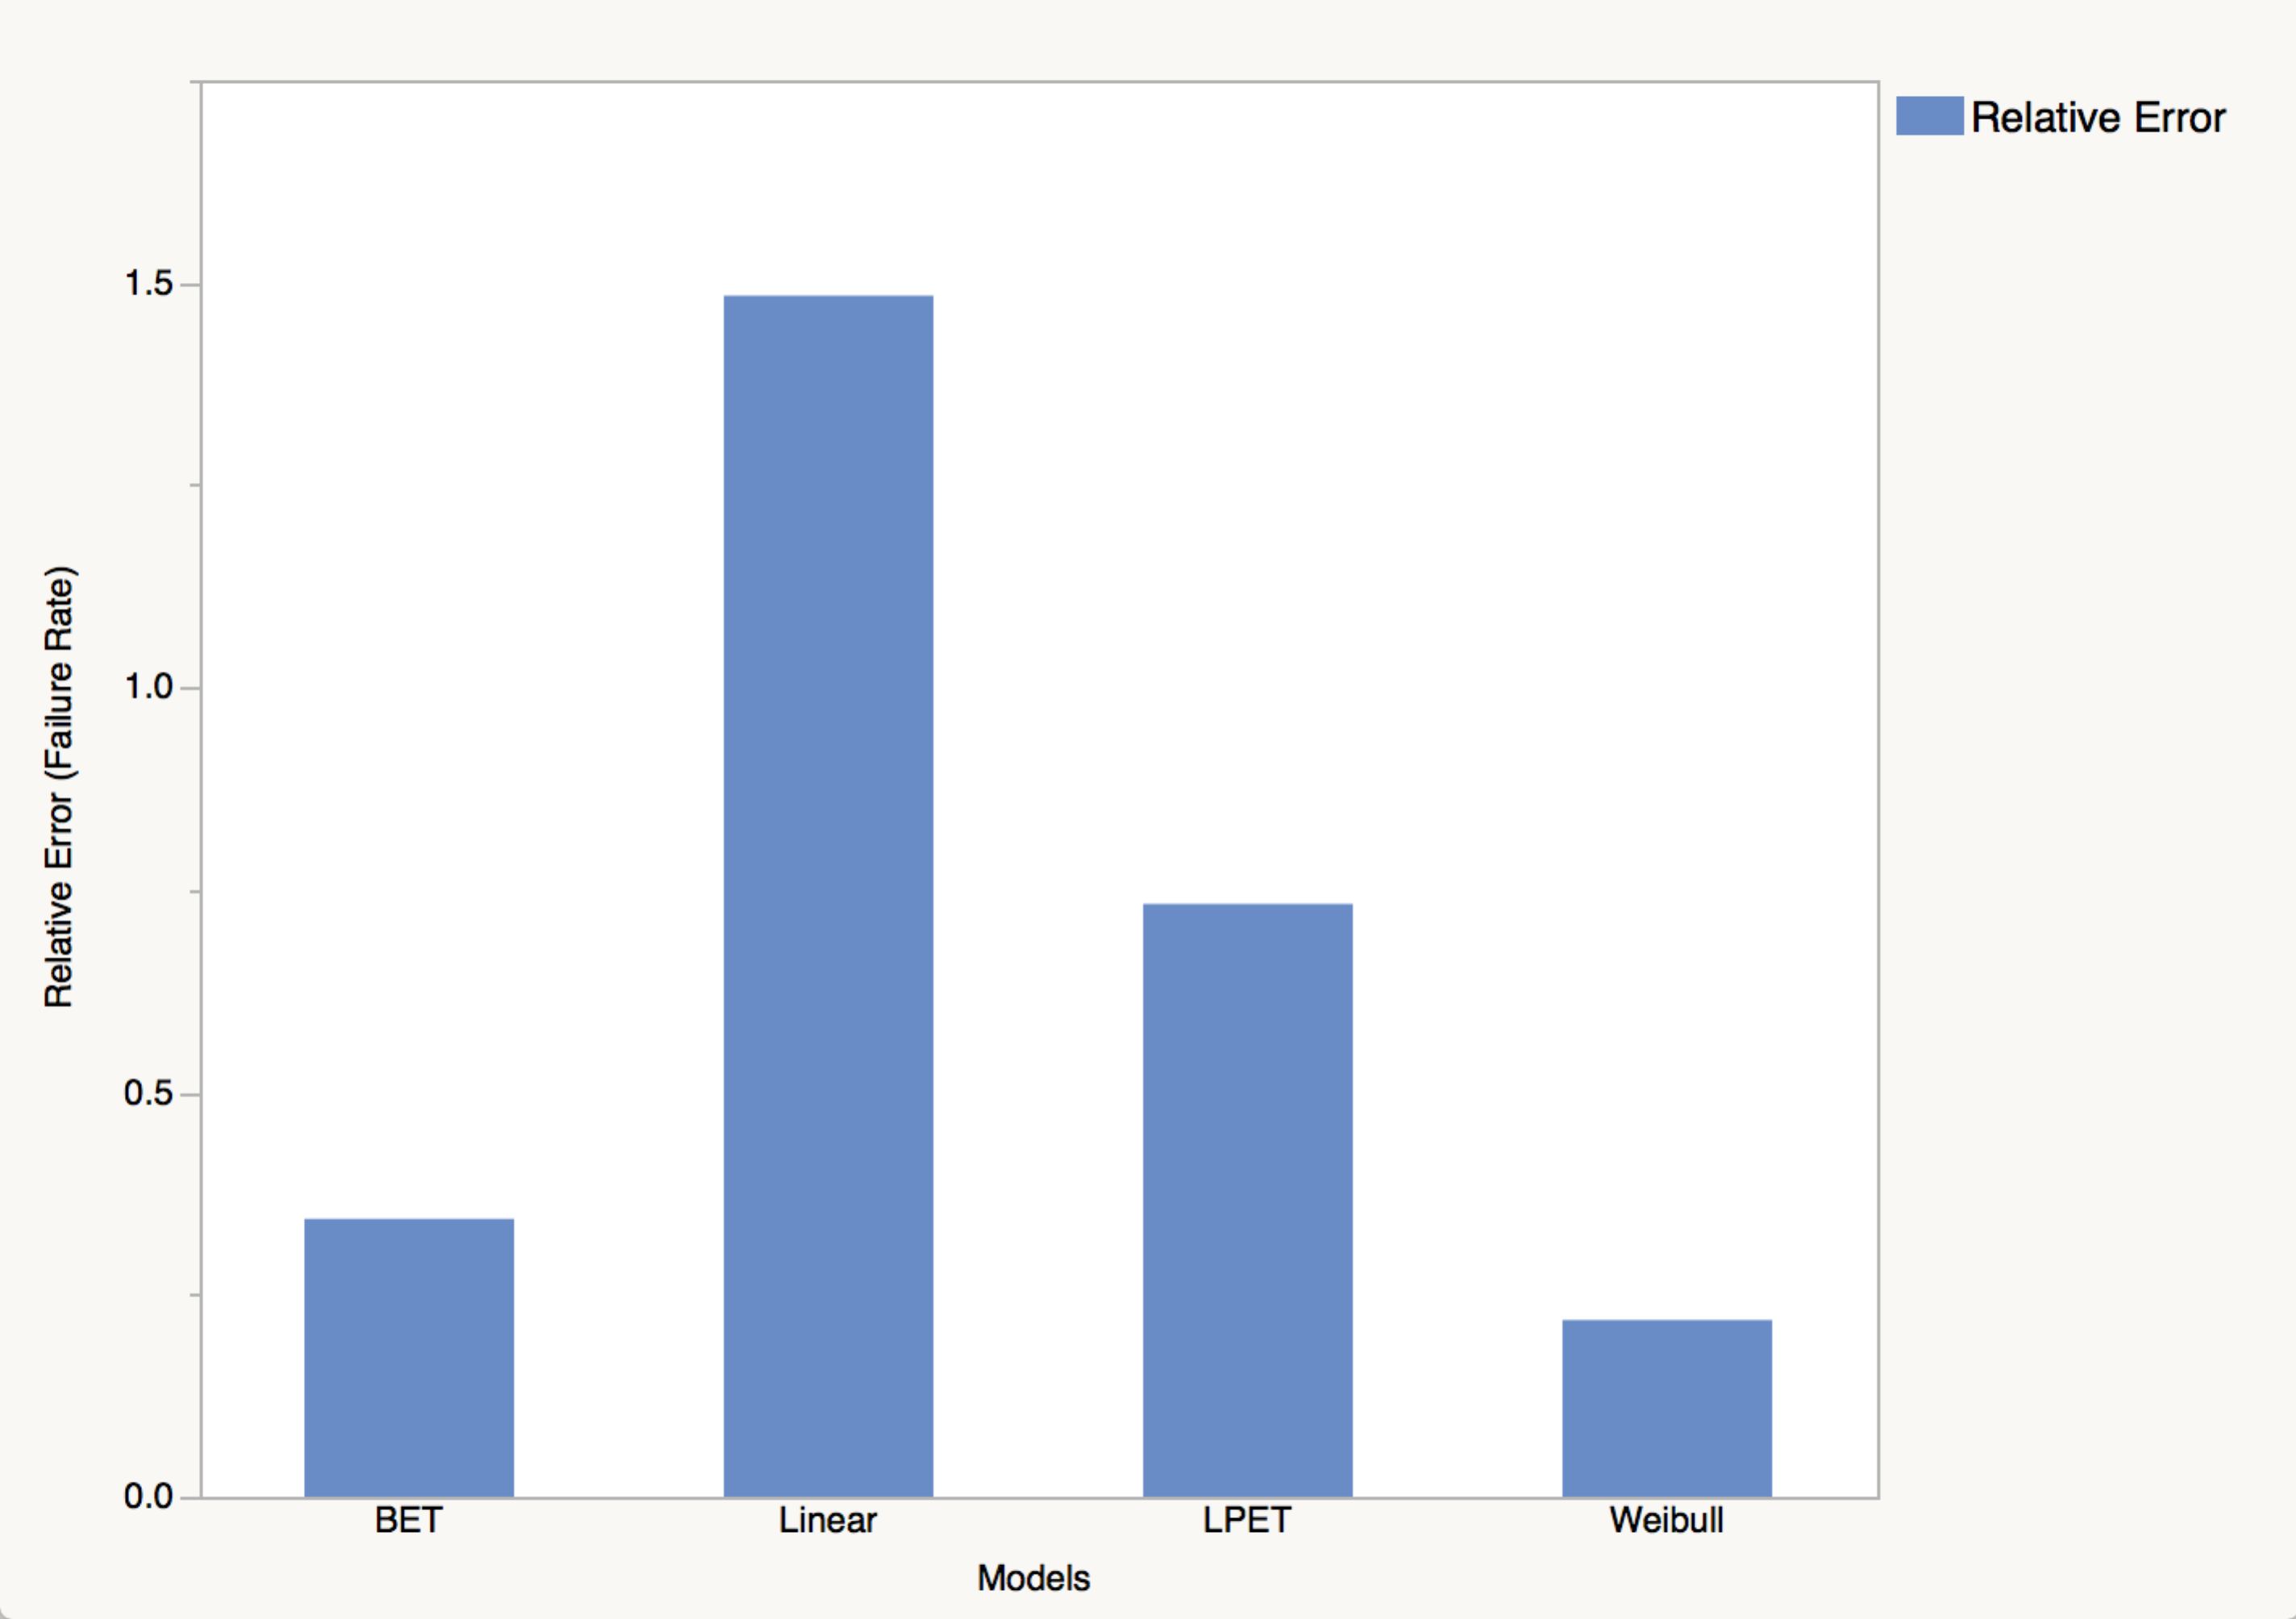 Relative Error
Relative Error (Failure Rate)
1.5
1.0
0.5
0.0
BET
Linear
LPET
Weibull
Models